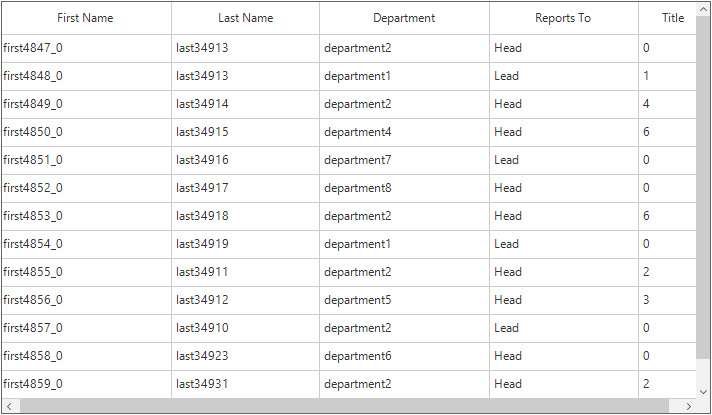 First Name Last Name Department Reports To Title
first4847_0 last34913 department2 Head 0
first4848_0 last34913 department1 Lead 1
first4849_0 last34914 department2 Head 4
first4850_0 last34915 department4 Head 6
first4851_0 last34916 department7 Lead 0
first4852_0 last34917 department8 Head 0
first4853_0 last34918 department2 Head 6
first4854_0 last34919 department1 Lead 0
first4855_0 last34911 department2 Head 2
first4856_0 last34912 department5 Head 3
first4857_0 last34910 department2 Lead 0
first4858_0 last34923 department6 Head 0
first4859_0 last34931 department2 Head 2